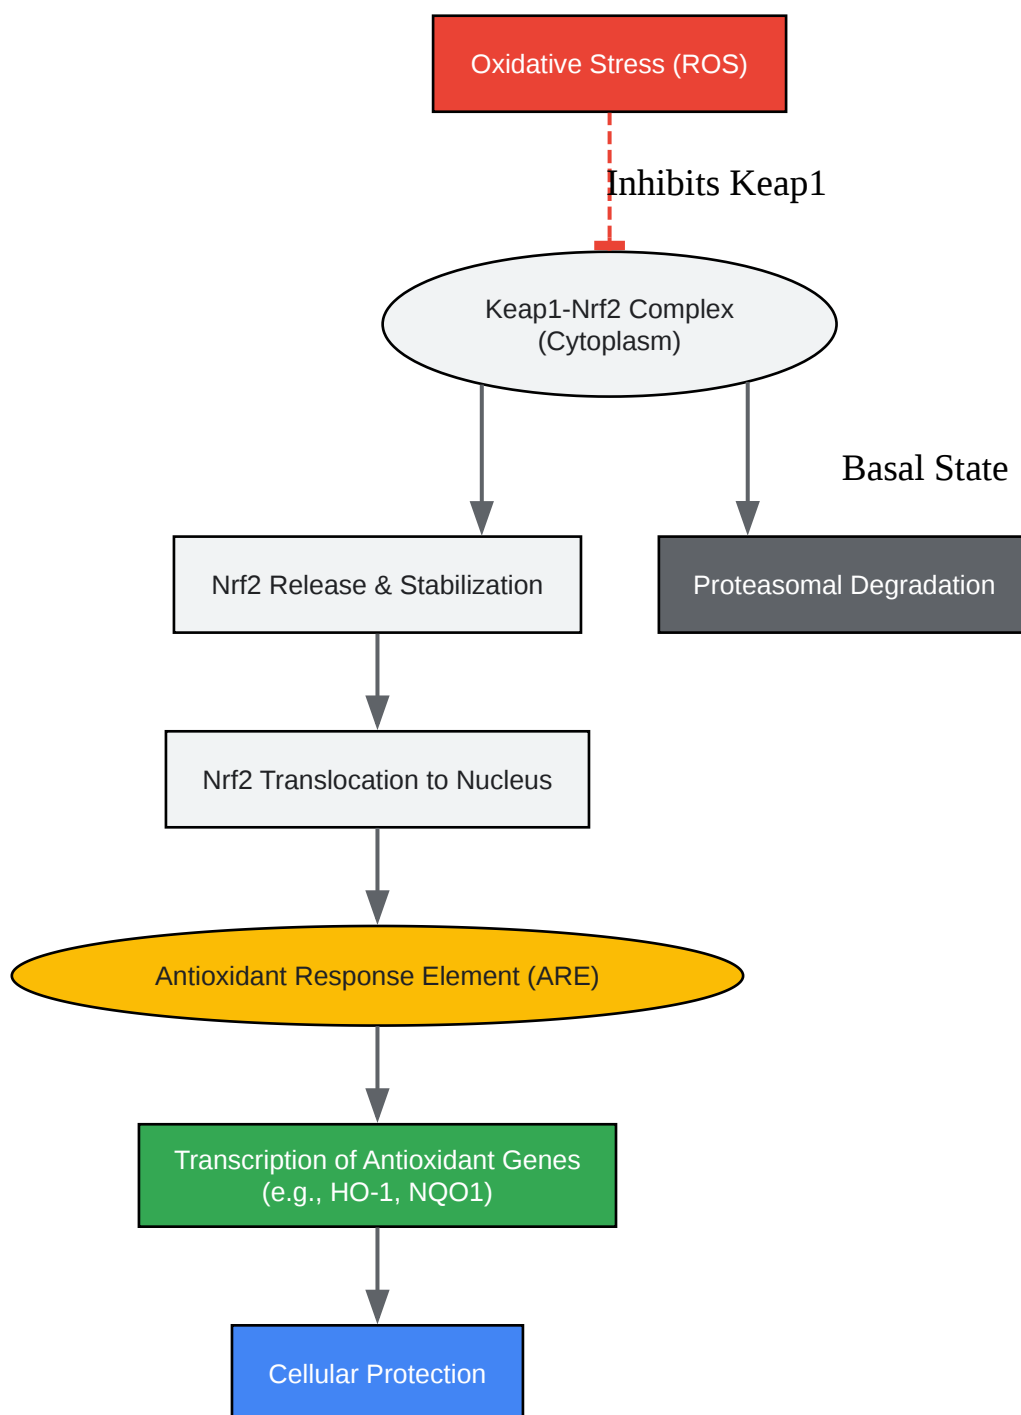 Oxidative Stress (ROS)
Inhibits Keap1
Keap1-Nrf2 Complex
(Cytoplasm)
Basal State
Nrf2 Release & Stabilization
Proteasomal Degradation
Nrf2 Translocation to Nucleus
Antioxidant Response Element (ARE)
Transcription of Antioxidant Genes
(e.g., HO-1, NQO1)
Cellular Protection